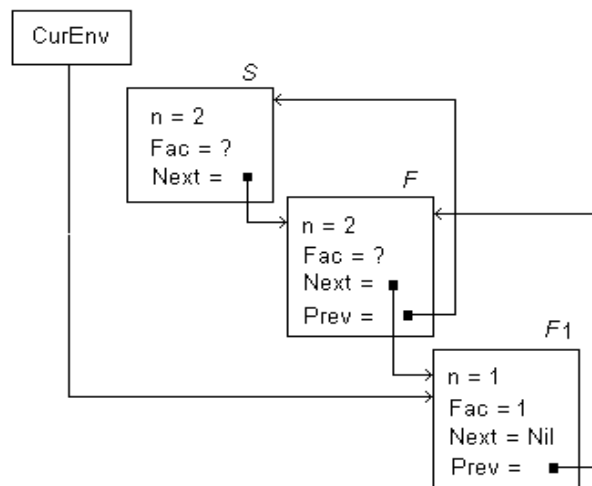 CurEnv
S
n = 2
Fac = ?
Next =
F
n = 2
Fac = ?
Next =
Prev =
F1
n = 1
Fac = 1
Next = Nil
Prev =